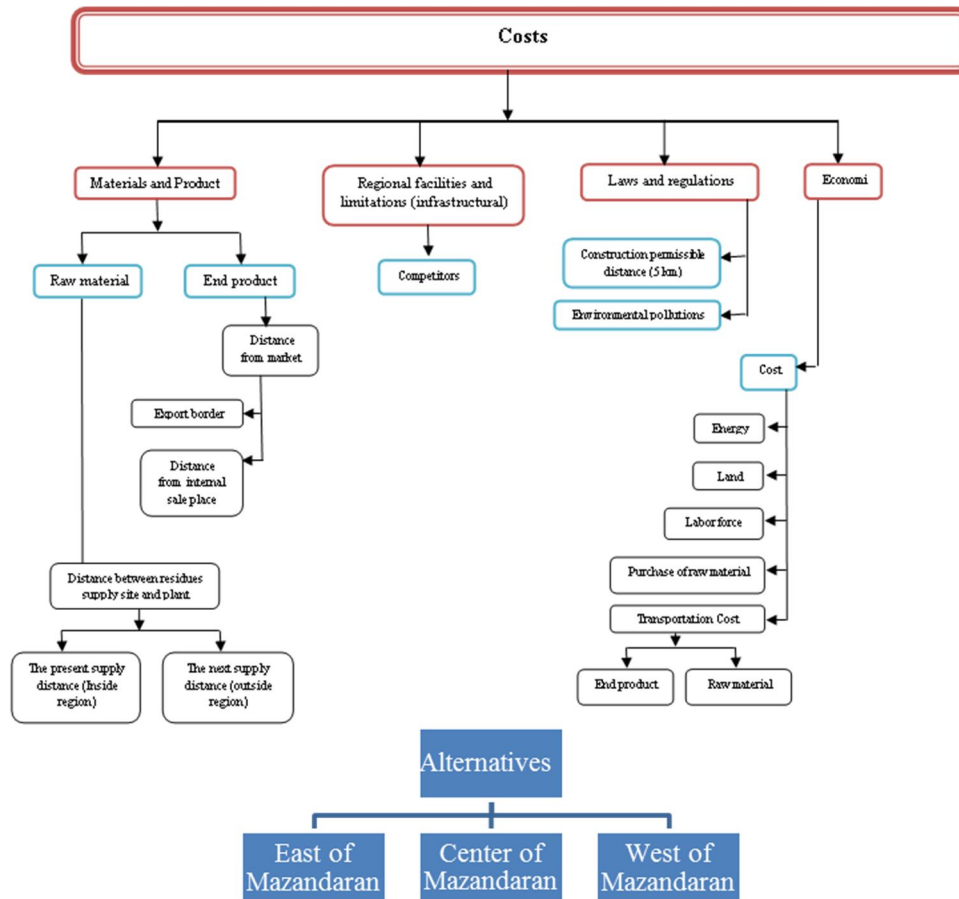 Costs
Materials and Product
Regional facilities and
limitations (infrastructural)
Laws and regulations
Economi
Raw material
End product
Competitors
Construction permissible
distance (.5 km)
Environmental pollutions
Distance
from market
Export border
Distance
from internal
sale place
Cost
Energy
Land
Labor force
Purchase of raw material
Transportation Cost
End product
Raw material
Distance between residues
supply site and plant
The present supply
distance (Inside
region)
The next supply
distance (outside
region)
Alternatives
East of
Mazandaran
Center of
Mazandaran
West of
Mazandaran